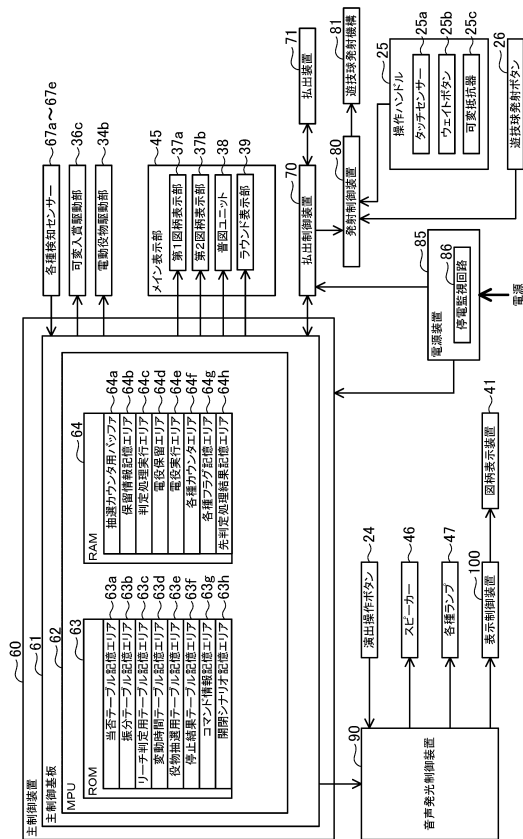 60
主制御装置
61
主制御基板
62
MPU
63
ROM
当否テーブル記憶エリア 63a
振分テーブル記憶エリア 63b
リーチ判定用テーブル記憶エリア 63c
変動時間テーブル記憶エリア 63d
役物抽選用テーブル記憶エリア 63e
停止結果テーブル記憶エリア 63f
コマンド情報記憶エリア 63g
開閉シナリオ記憶エリア 63h
64
RAM
抽選カウンタ用バッファ 64a
保留情報記憶エリア 64b
判定処理実行エリア 64c
電役保留エリア 64d
電役実行エリア 64e
各種カウンタエリア 64f
各種フラグ記憶エリア 64g
先判定処理結果記憶エリア 64h
各種検知センサー 67a～67e
可変入賞駆動部 36c
電動役物駆動部 34b
メイン表示部 45
第1図柄表示部 37a
第2図柄表示部 37b
普図ユニット 38
ラウンド表示部 39
払出制御装置 70
払出装置 71
発射制御装置 80
遊技球発射機構 81
操作ハンドル 25
タッチセンサー 25a
ウェイトボタン 25b
可変抵抗器 25c
遊技球発射ボタン 26
電源装置 85
停電監視回路 86
電源
音声発光制御装置 90
演出操作ボタン 24
スピーカー 46
各種ランプ 47
表示制御装置 100
図柄表示装置 41